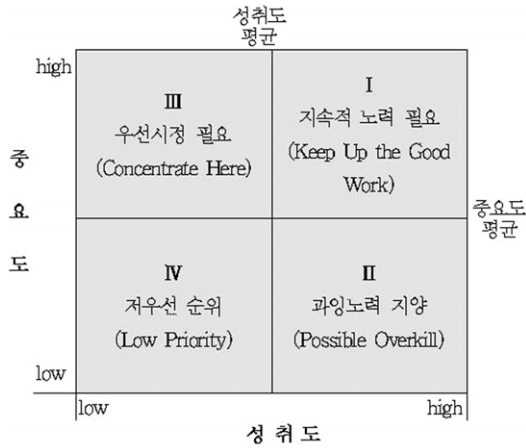 성취도
평균
high
Ⅲ
우선시정 필요
(Concentrate Here)
Ⅰ
지속적 노력 필요
(Keep Up the Good
Work)
중
요
도
중요도
평균
Ⅳ
저우선 순위
(Low Priority)
Ⅱ
과잉노력 지양
(Possible Overkill)
low
low
high
성 취 도